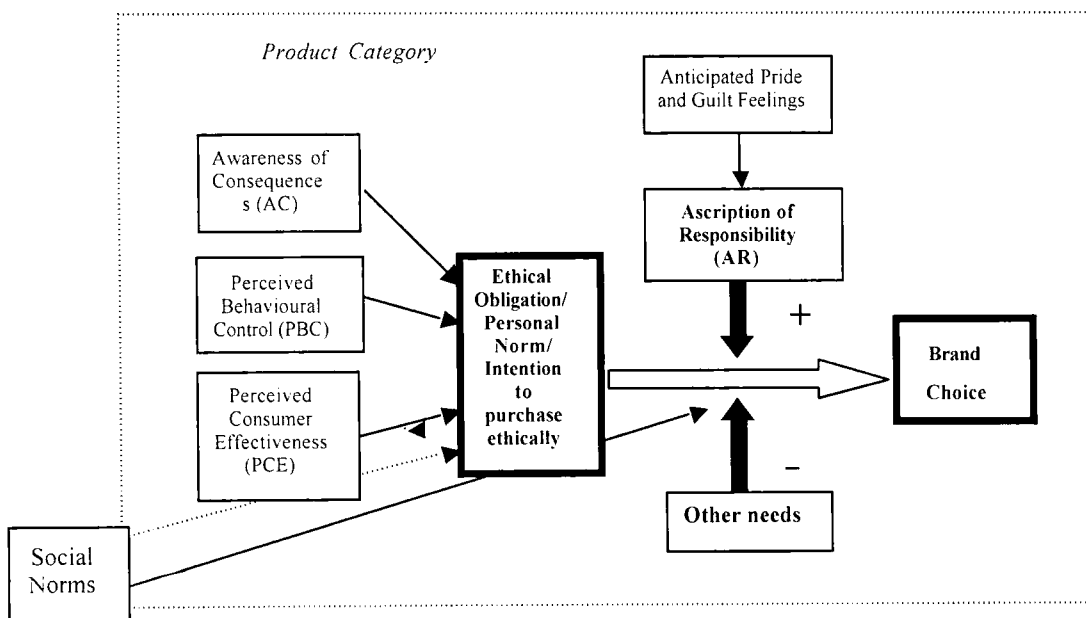 Product Category
Anticipated Pride
and Guilt Feelings
Awareness of
Consequence
s (AC)
Ascription of
Responsibility
(AR)
Perceived
Behavioural
Control (PBC)
Ethical
Obligation/
Personal
Norm/
Intention
to
purchase
ethically
+
Brand
Choice
Perceived
Consumer
Effectiveness
(PCE)
–
Other needs
Social
Norms